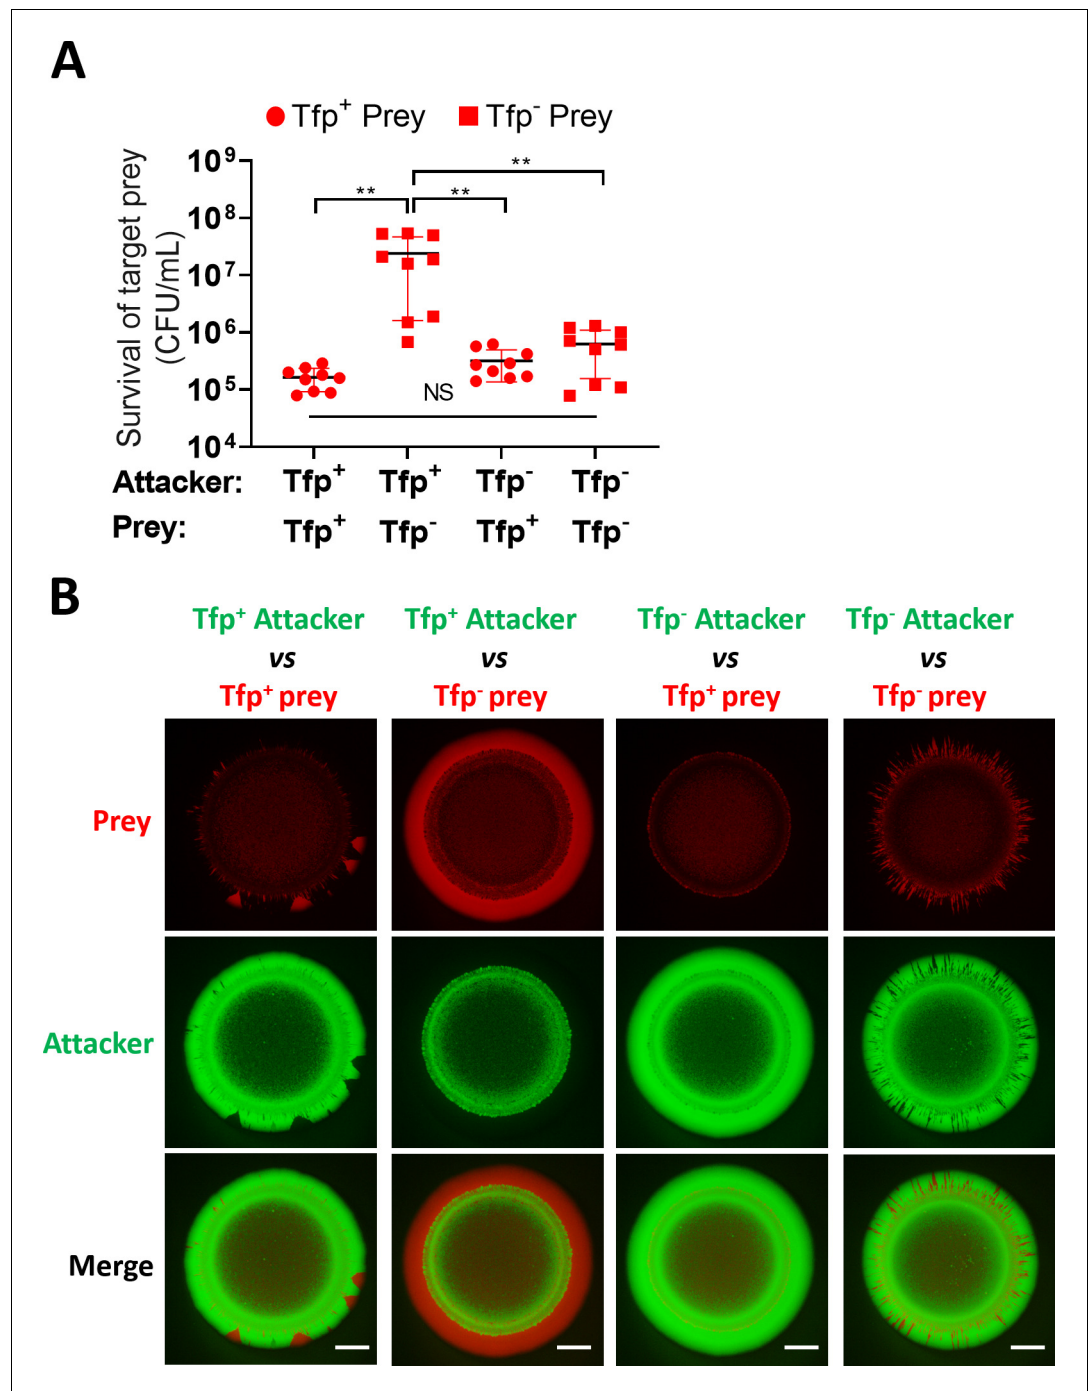 A
Tfp+ Prey Tfp- Prey
Survival of target prey
(CFU/mL)
10^9
10^8
10^7
10^6
10^5
10^4
**
**
**
NS
Attacker: Tfp+ Tfp+ Tfp- Tfp-
Prey: Tfp+ Tfp- Tfp+ Tfp-
B
Tfp+ Attacker Tfp+ Attacker Tfp- Attacker Tfp- Attacker
vs vs vs vs
Tfp+ prey Tfp- prey Tfp+ prey Tfp- prey
Prey
Attacker
Merge